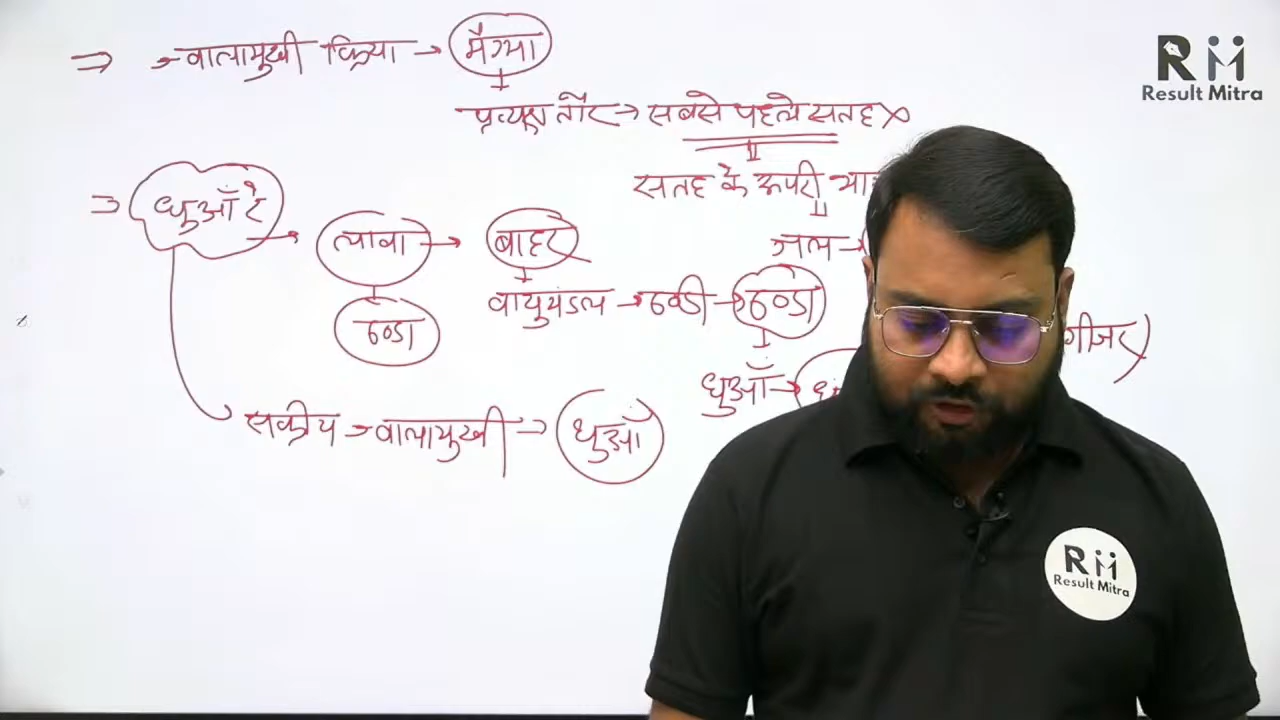 ⇒ ज्वालामुखी क्रिया → मैग्मा
प्रत्यक्ष तौर → सबसे पहले सतह ×
सतह के ऊपरी
जल →
⇒ धुआँरे → लावा → बाहर
ठण्डा
वायुमंडल → ठण्डी → ठण्डा
गीजर)
धुआँ →
सक्रीय ज्वालामुखी → धुआँ
RM
Result Mitra
RM
Result Mitra